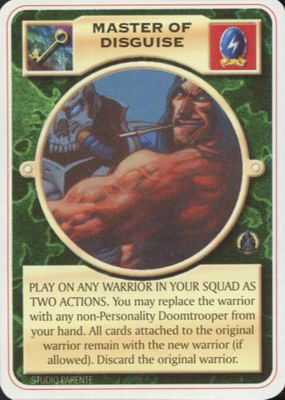 MASTER OF
DISGUISE
PLAY ON ANY WARRIOR IN YOUR SQUAD AS
TWO ACTIONS. You may replace the warrior
with any non-Personality Doomtrooper from
your hand. All cards attached to the original
warrior remain with the new warrior (if
allowed). Discard the original warrior.
STUDIO PARENTE